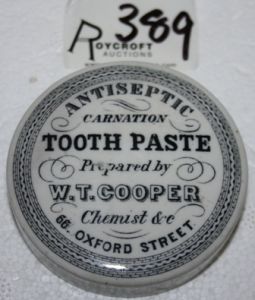 389
ROYCROFT
AUCTIONS
ANTISEPTIC
CARNATION
TOOTH PASTE
Prepared by
W.T. COOPER
Chemist &c
66, OXFORD STREET.